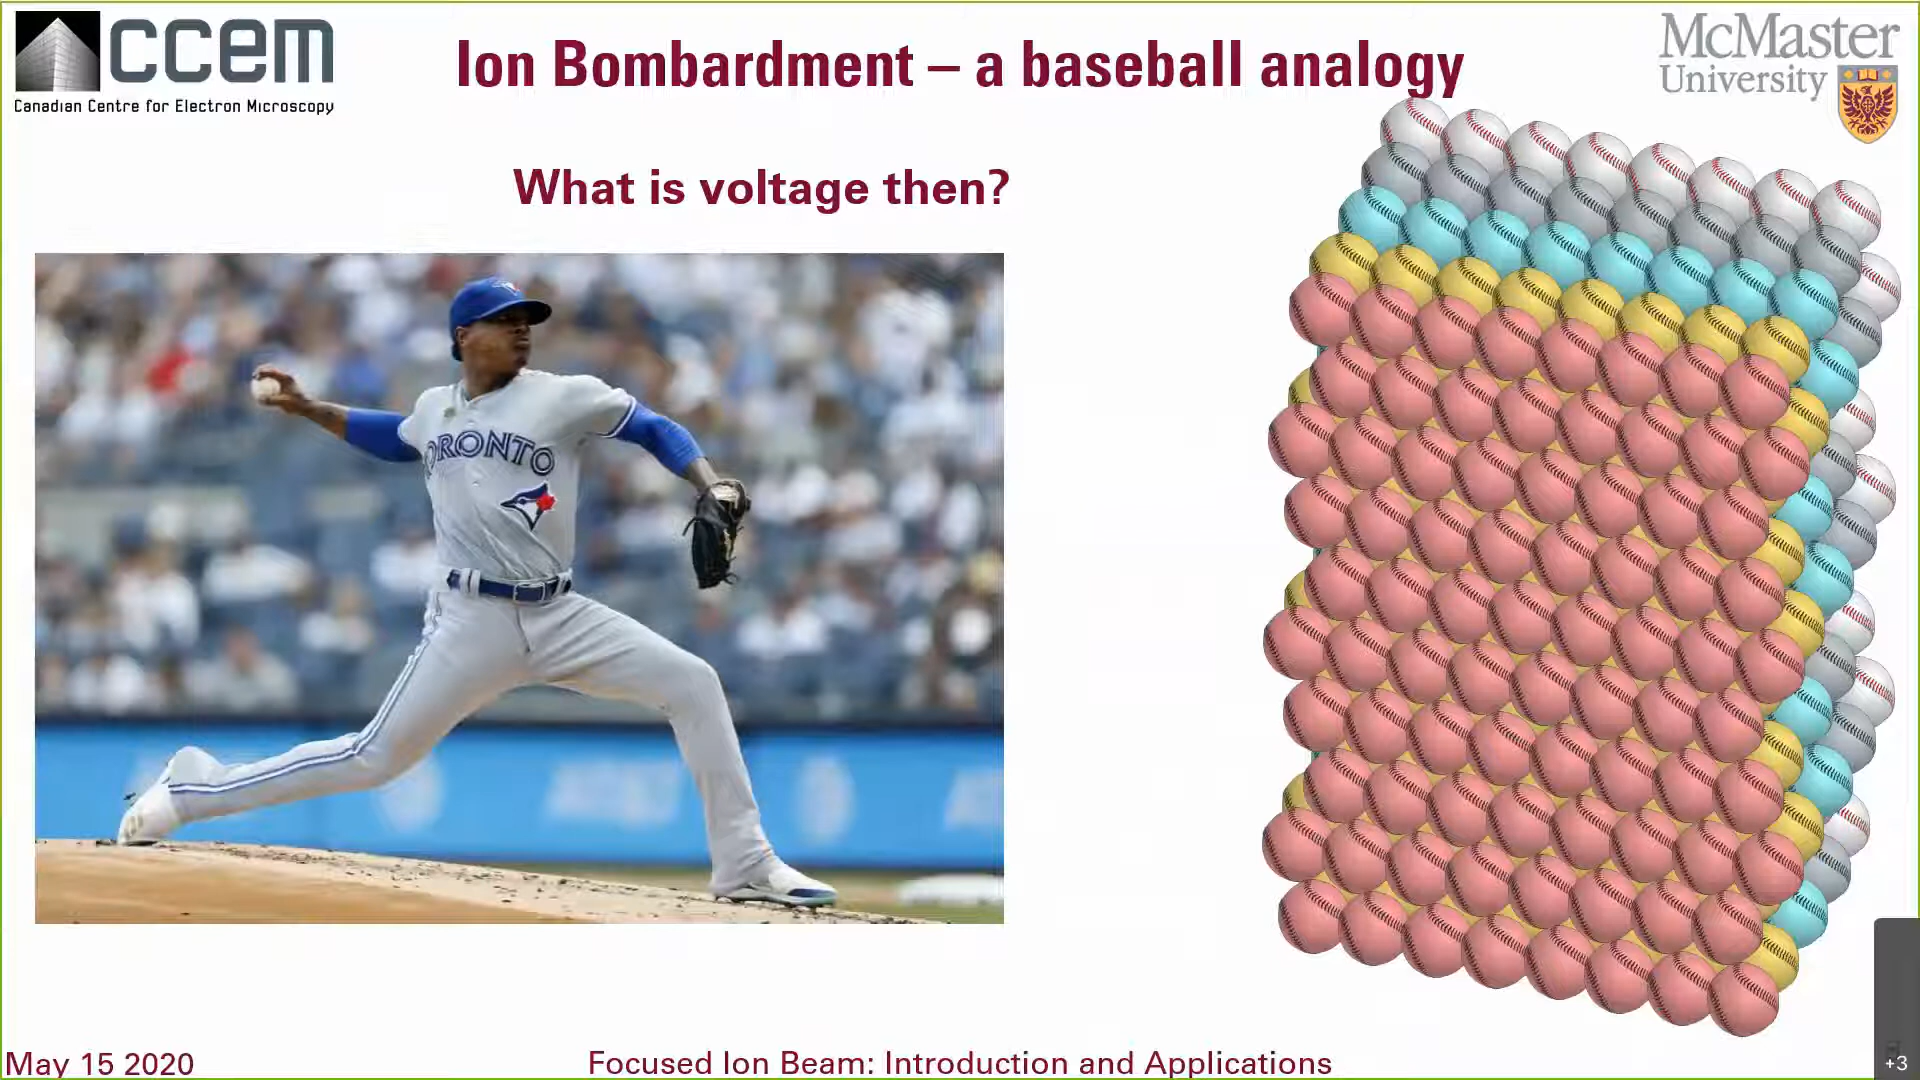 ccem
Canadian Centre for Electron Microscopy
Ion Bombardment – a baseball analogy
McMaster
University
What is voltage then?
ORONTO
May 15 2020
Focused Ion Beam: Introduction and Applications
+3